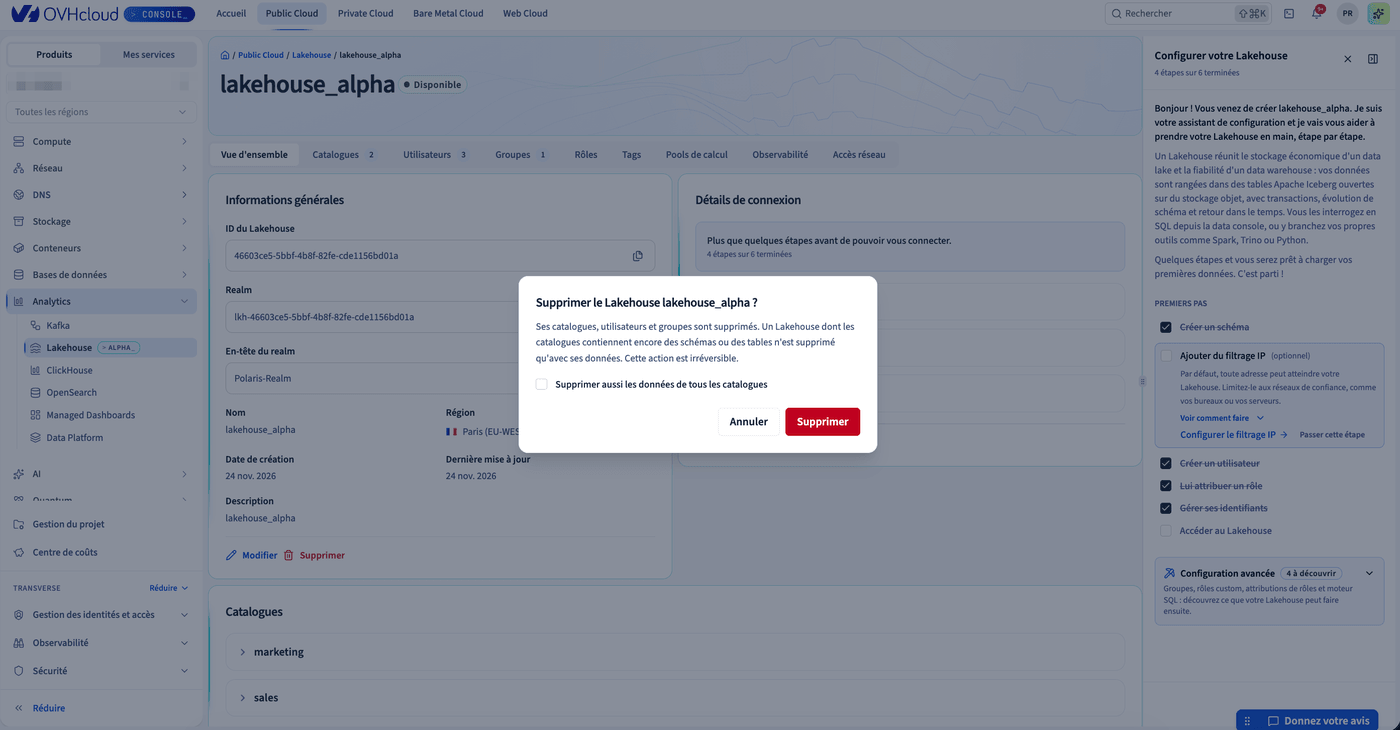 OVHcloud
> CONSOLE_
Accueil
Public Cloud
Private Cloud
Bare Metal Cloud
Web Cloud
Rechercher
⇧⌘K
9+
PR
Produits
Mes services
Toutes les régions
Compute
Réseau
DNS
Stockage
Conteneurs
Bases de données
Analytics
Kafka
Lakehouse
> ALPHA_
ClickHouse
OpenSearch
Managed Dashboards
Data Platform
AI
Quantum
Gestion du projet
Centre de coûts
TRANSVERSE
Réduire
Gestion des identités et accès
Observabilité
Sécurité
Réduire
/ Public Cloud / Lakehouse / lakehouse_alpha
lakehouse_alpha
Disponible
Vue d'ensemble
Catalogues 2
Utilisateurs 3
Groupes 1
Rôles
Tags
Pools de calcul
Observabilité
Accès réseau
Informations générales
ID du Lakehouse
46603ce5-5bbf-4b8f-82fe-cde1156bd01a
Realm
lkh-46603ce5-5bbf-4b8f-82fe-cde1156bd01a
En-tête du realm
Polaris-Realm
Nom
lakehouse_alpha
Région
Paris (EU-WES
Date de création
24 nov. 2026
Dernière mise à jour
24 nov. 2026
Description
lakehouse_alpha
Modifier
Supprimer
Détails de connexion
Plus que quelques étapes avant de pouvoir vous connecter.
4 étapes sur 6 terminées
Supprimer le Lakehouse lakehouse_alpha ?
Ses catalogues, utilisateurs et groupes sont supprimés. Un Lakehouse dont les
catalogues contiennent encore des schémas ou des tables n'est supprimé
qu'avec ses données. Cette action est irréversible.
Supprimer aussi les données de tous les catalogues
Annuler
Supprimer
Catalogues
marketing
sales
Configurer votre Lakehouse
4 étapes sur 6 terminées
Bonjour ! Vous venez de créer lakehouse_alpha. Je suis
votre assistant de configuration et je vais vous aider à
prendre votre Lakehouse en main, étape par étape.
Un Lakehouse réunit le stockage économique d'un data
lake et la fiabilité d'un data warehouse : vos données
sont rangées dans des tables Apache Iceberg ouvertes
sur du stockage objet, avec transactions, évolution de
schéma et retour dans le temps. Vous les interrogez en
SQL depuis la data console, ou y branchez vos propres
outils comme Spark, Trino ou Python.
Quelques étapes et vous serez prêt à charger vos
premières données. C'est parti !
PREMIERS PAS
Créer un schéma
Ajouter du filtrage IP (optionnel)
Par défaut, toute adresse peut atteindre votre
Lakehouse. Limitez-le aux réseaux de confiance, comme
vos bureaux ou vos serveurs.
Voir comment faire
Configurer le filtrage IP →
Passer cette étape
Créer un utilisateur
Lui attribuer un rôle
Gérer ses identifiants
Accéder au Lakehouse
Configuration avancée
4 à découvrir
Groupes, rôles custom, attributions de rôles et moteur
SQL : découvrez ce que votre Lakehouse peut faire
ensuite.
Donnez votre avis